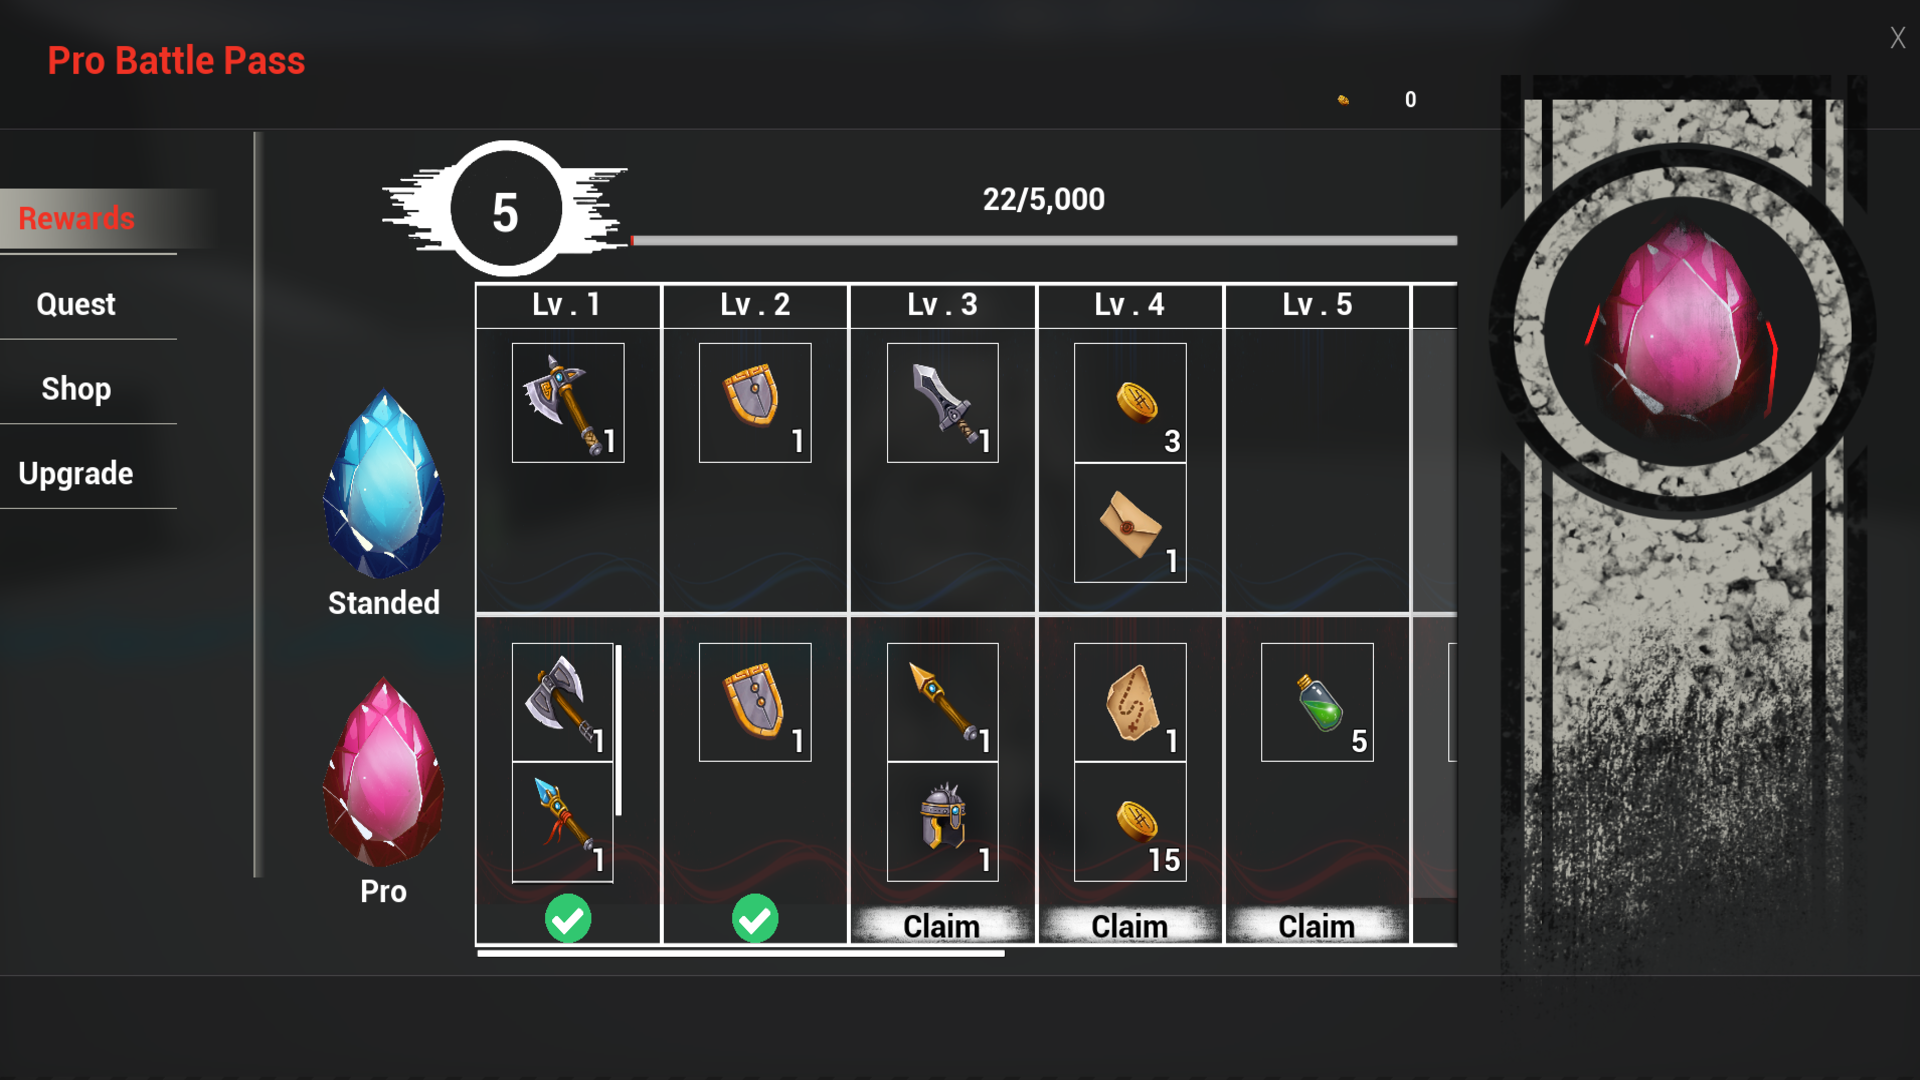 X
Pro Battle Pass
0
Rewards
Quest
Shop
Upgrade
5
22/5,000
Lv . 1
Lv . 2
Lv . 3
Lv . 4
Lv . 5
Standed
1
1
1
3
1
Pro
1
1
1
1
1
1
15
5
Claim
Claim
Claim